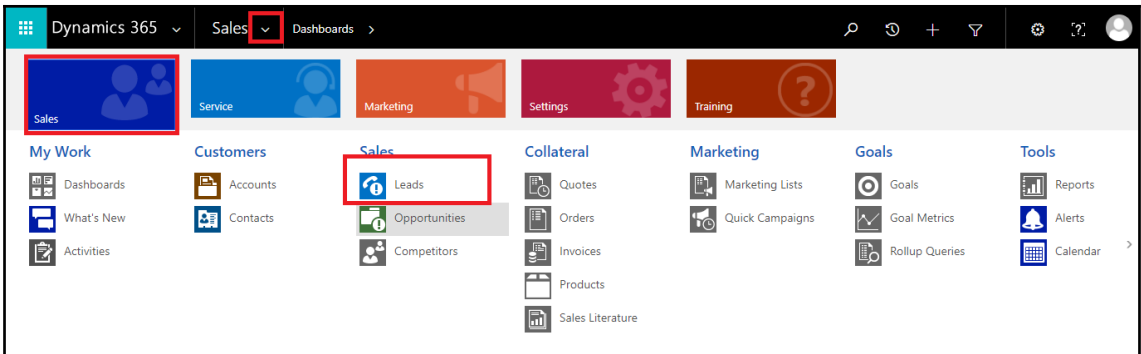 Dynamics 365 Sales Dashboards
Sales Service Marketing Settings Training
My Work Customers Sales Collateral Marketing Goals Tools
Dashboards Accounts Leads Quotes Marketing Lists Goals Reports
What's New Contacts Opportunities Orders Quick Campaigns Goal Metrics Alerts
Activities Competitors Invoices Rollup Queries Calendar
Products
Sales Literature